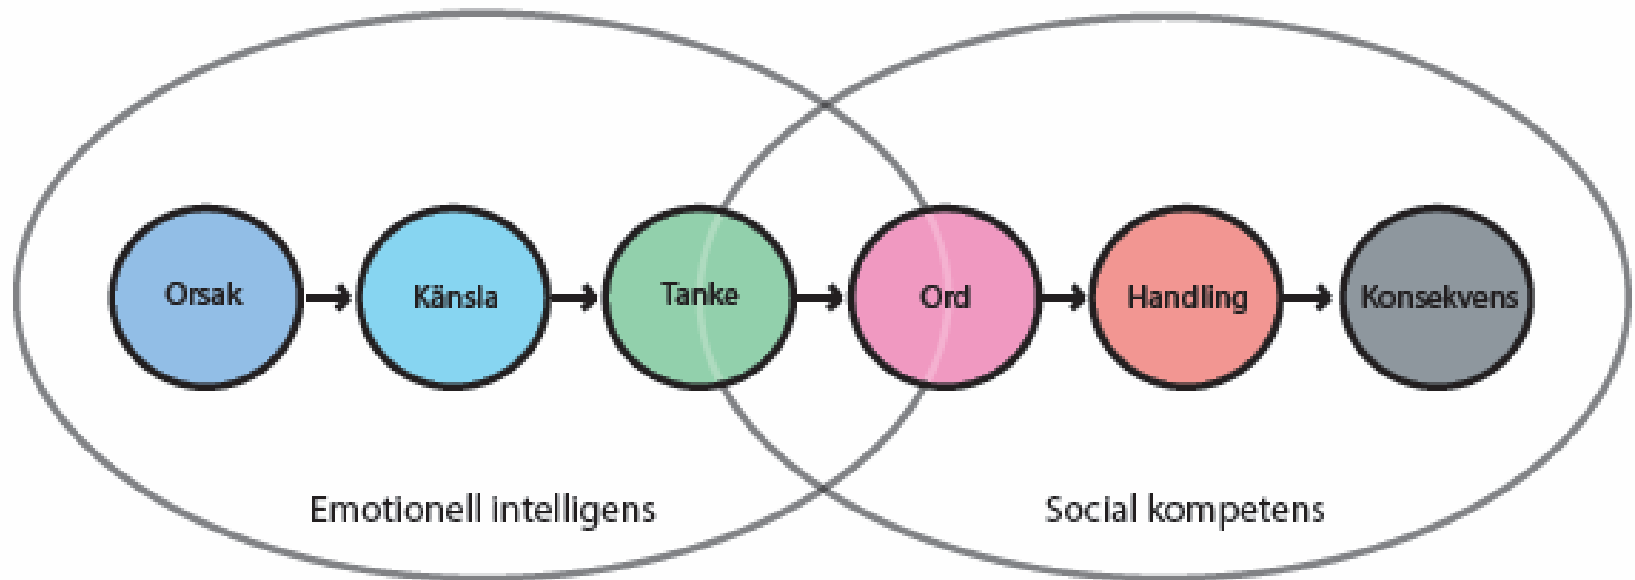 Orsak
Känsla
Tanke
Ord
Handling
Konsekvens
Emotionell intelligens
Social kompetens